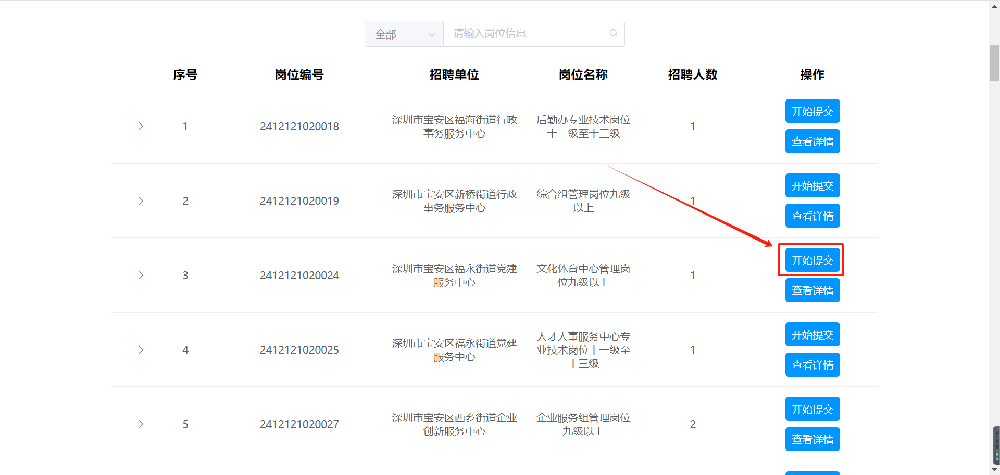 全部 请输入岗位信息
序号 岗位编号 招聘单位 岗位名称 招聘人数 操作
1 2412121020018 深圳市宝安区福海街道行政 后勤办专业技术岗位 1 开始提交
事务服务中心 十一级至十三级 查看详情
2 2412121020019 深圳市宝安区新桥街道行政 综合组管理岗位九级 1 开始提交
事务服务中心 以上 查看详情
3 2412121020024 深圳市宝安区福永街道党建 文化体育中心管理岗 1 开始提交
服务中心 位九级以上 查看详情
4 2412121020025 深圳市宝安区福永街道党建 人才人事服务中心专 1 开始提交
服务中心 业技术岗位十一级至 查看详情
十三级
5 2412121020027 深圳市宝安区西乡街道企业 企业服务组管理岗位 2 开始提交
创新服务中心 九级以上 查看详情